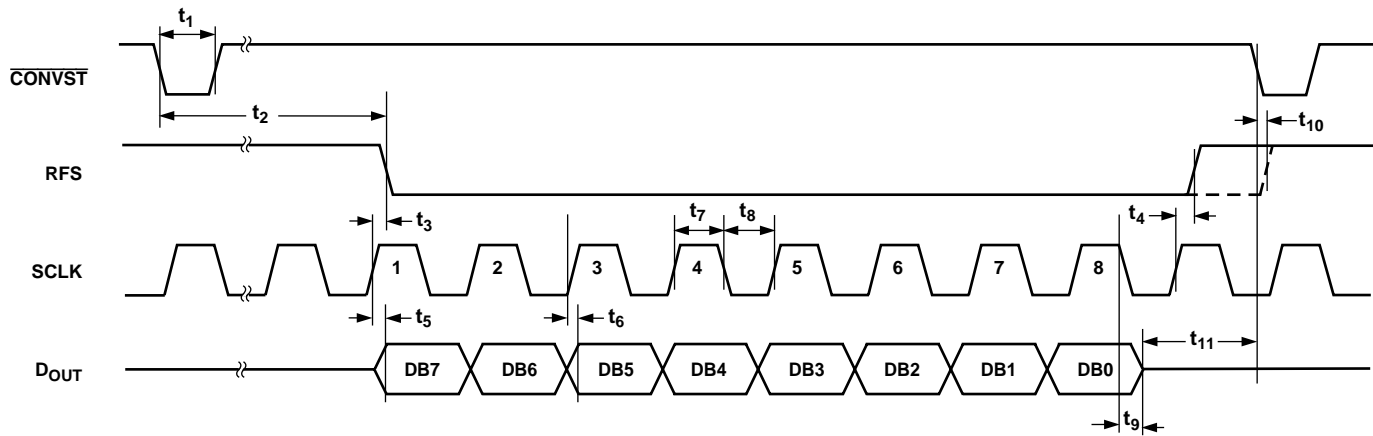 t1
CONVST
t2
t10
RFS
t3
t7
t8
t4
SCLK
1
2
3
4
5
6
7
8
t5
t6
t11
DOUT
DB7
DB6
DB5
DB4
DB3
DB2
DB1
DB0
t9